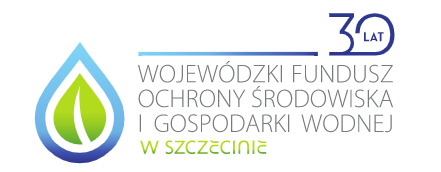 30 LAT
WOJEWÓDZKI FUNDUSZ
OCHRONY ŚRODOWISKA
I GOSPODARKI WODNEJ
W SZCZECINIE